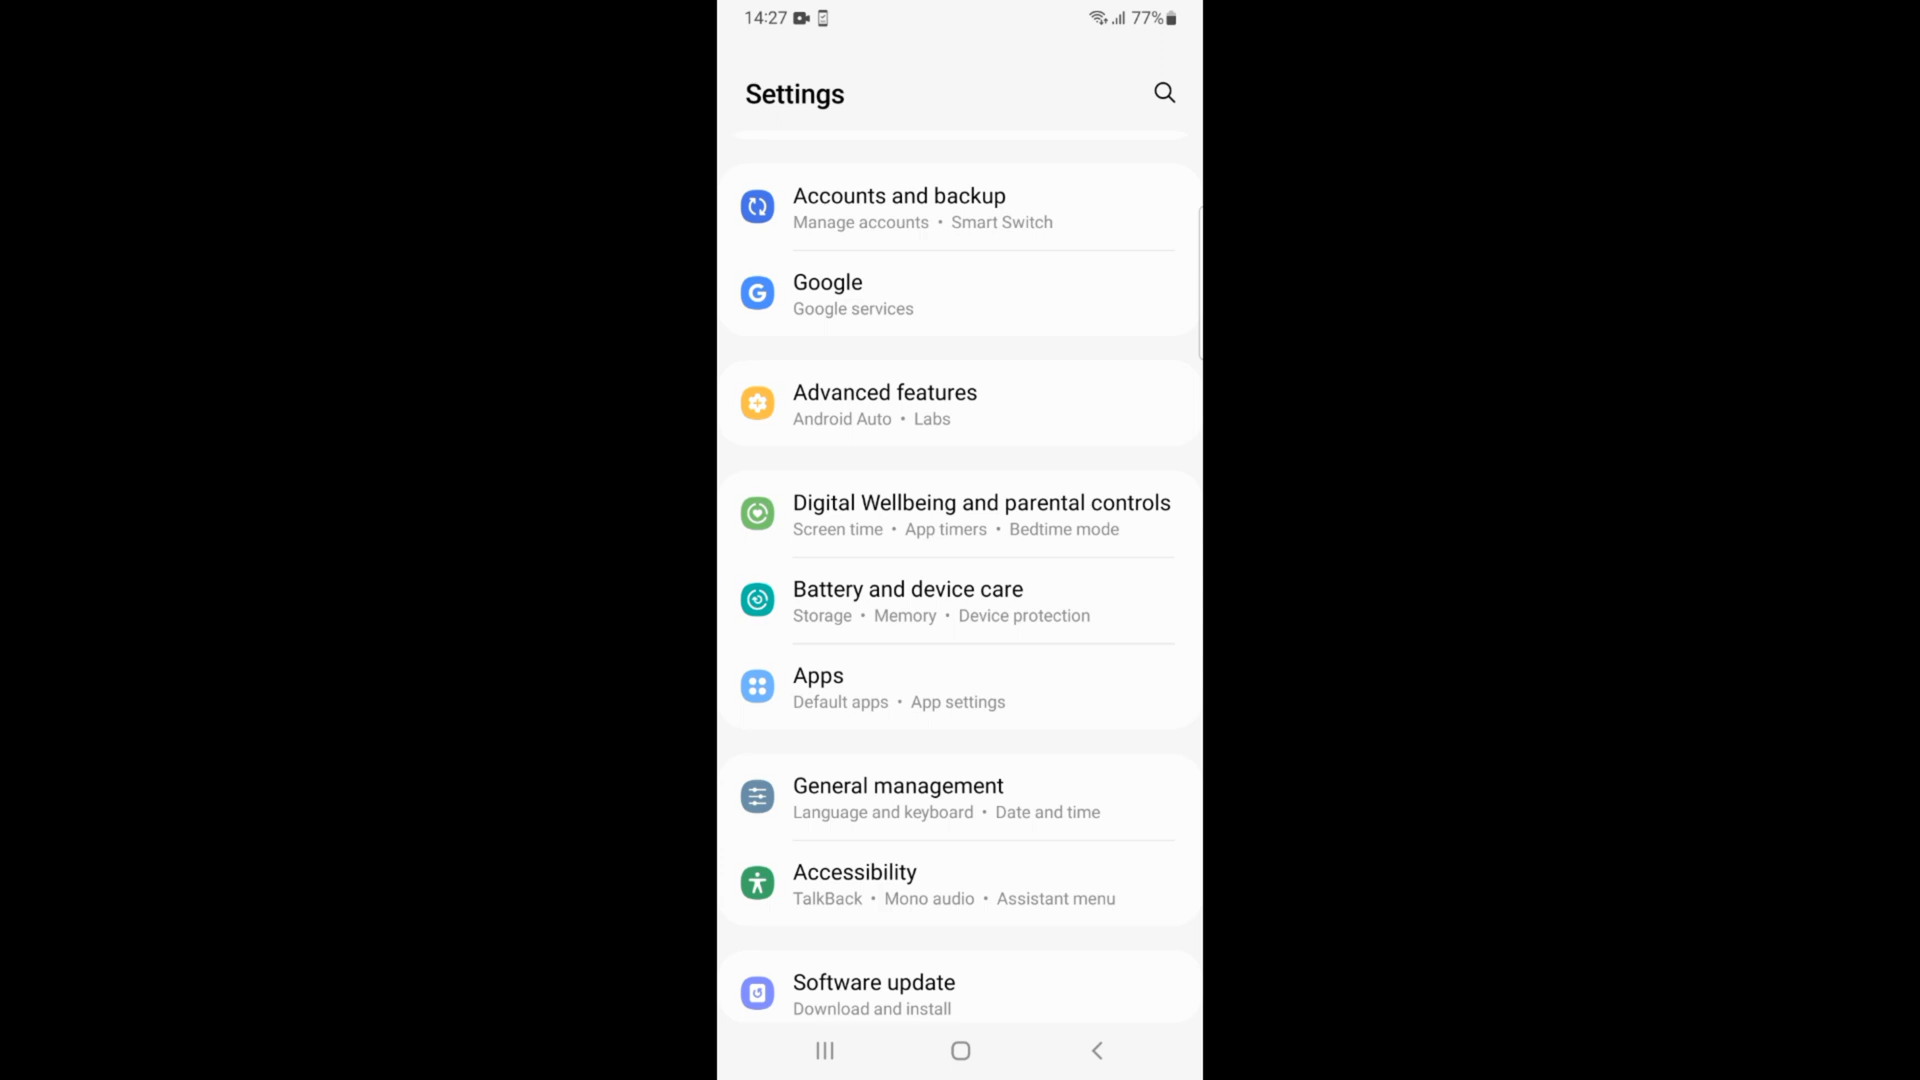 14:27 77%
Settings
Accounts and backup
Manage accounts • Smart Switch
Google
Google services
Advanced features
Android Auto • Labs
Digital Wellbeing and parental controls
Screen time • App timers • Bedtime mode
Battery and device care
Storage • Memory • Device protection
Apps
Default apps • App settings
General management
Language and keyboard • Date and time
Accessibility
TalkBack • Mono audio • Assistant menu
Software update
Download and install